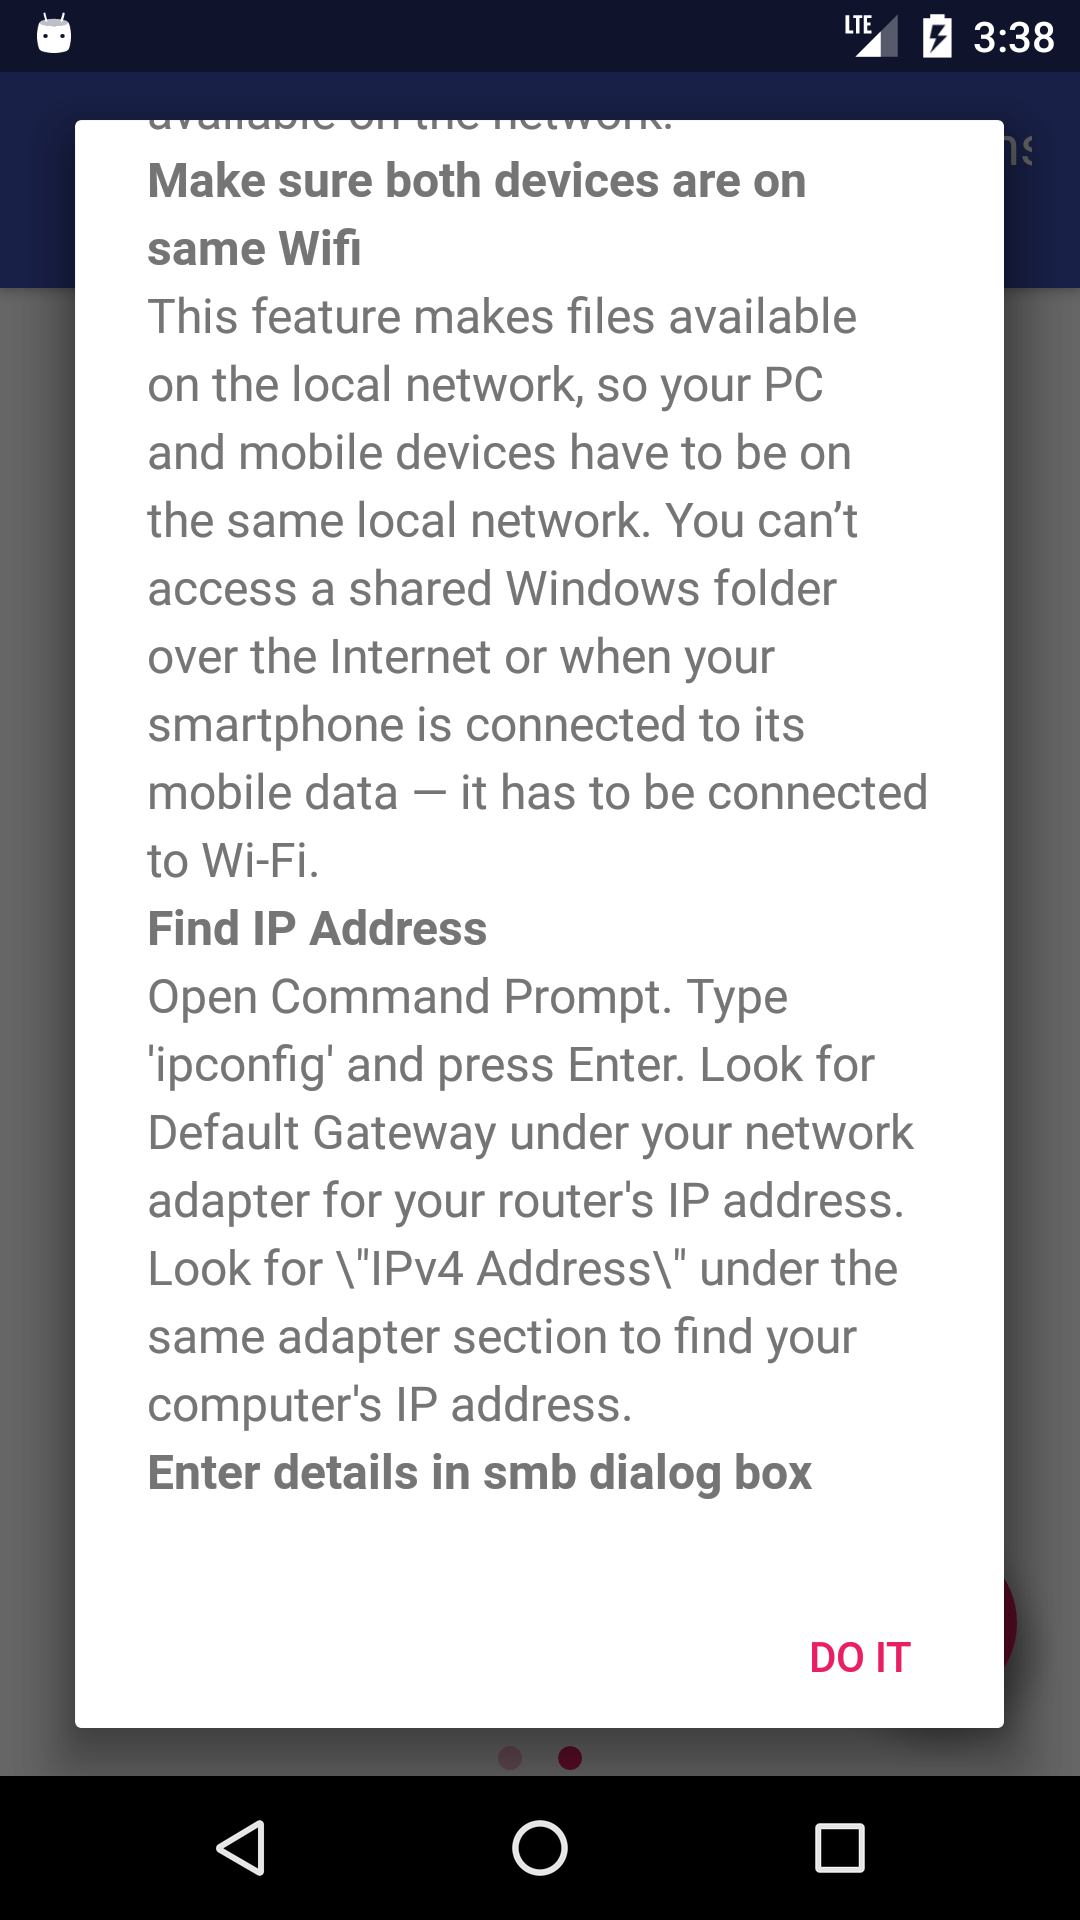 LTE 3:38
available on the network.
Make sure both devices are on
same Wifi
This feature makes files available
on the local network, so your PC
and mobile devices have to be on
the same local network. You can’t
access a shared Windows folder
over the Internet or when your
smartphone is connected to its
mobile data — it has to be connected
to Wi-Fi.
Find IP Address
Open Command Prompt. Type
'ipconfig' and press Enter. Look for
Default Gateway under your network
adapter for your router's IP address.
Look for \"IPv4 Address\" under the
same adapter section to find your
computer's IP address.
Enter details in smb dialog box
DO IT